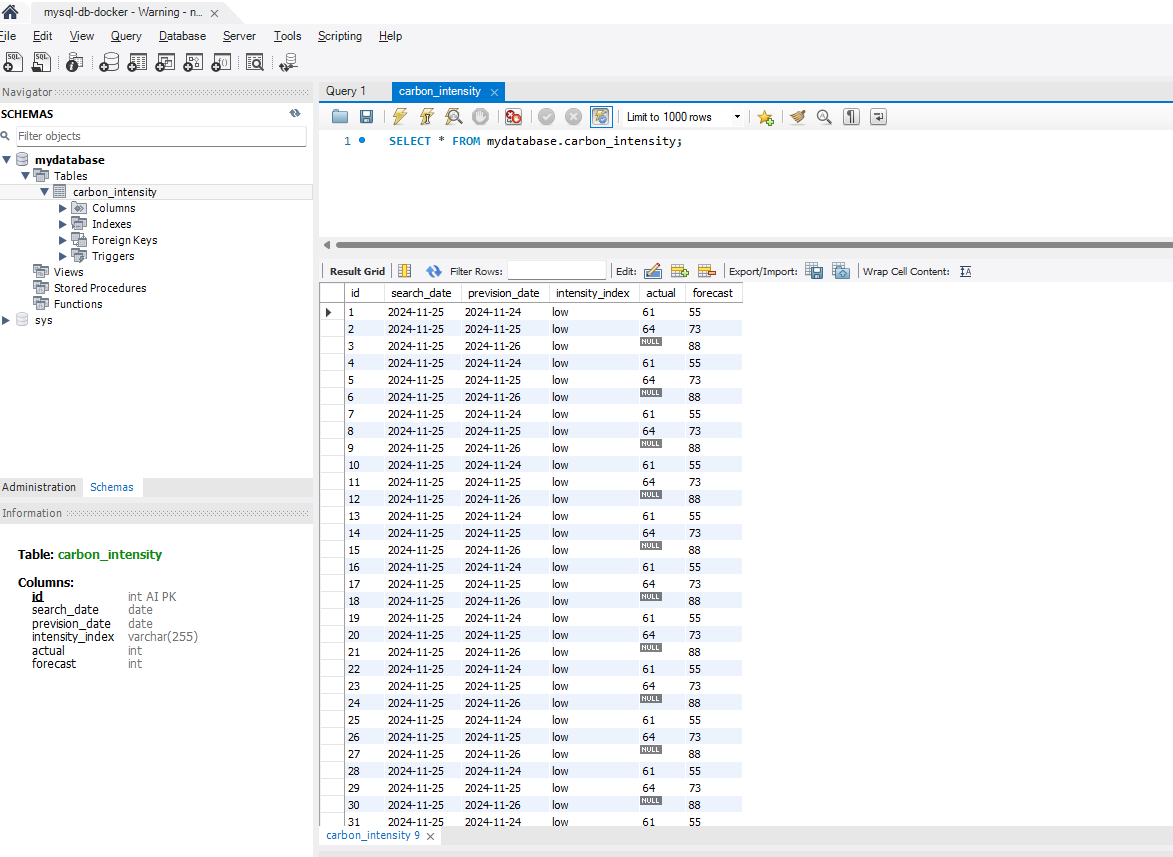 mysql-db-docker - Warning - n...
File Edit View Query Database Server Tools Scripting Help
Navigator
SCHEMAS
Filter objects
mydatabase
Tables
carbon_intensity
Columns
Indexes
Foreign Keys
Triggers
Views
Stored Procedures
Functions
sys
Administration Schemas
Information
Table: carbon_intensity
Columns:
id int AI PK
search_date date
prevision_date date
intensity_index varchar(255)
actual int
forecast int
Query 1 carbon_intensity
Limit to 1000 rows
1 SELECT * FROM mydatabase.carbon_intensity;
Result Grid Filter Rows: Edit: Export/Import: Wrap Cell Content: IA
id search_date prevision_date intensity_index actual forecast
1 2024-11-25 2024-11-24 low 61 55
2 2024-11-25 2024-11-25 low 64 73
3 2024-11-25 2024-11-26 low NULL 88
4 2024-11-25 2024-11-24 low 61 55
5 2024-11-25 2024-11-25 low 64 73
6 2024-11-25 2024-11-26 low NULL 88
7 2024-11-25 2024-11-24 low 61 55
8 2024-11-25 2024-11-25 low 64 73
9 2024-11-25 2024-11-26 low NULL 88
10 2024-11-25 2024-11-24 low 61 55
11 2024-11-25 2024-11-25 low 64 73
12 2024-11-25 2024-11-26 low NULL 88
13 2024-11-25 2024-11-24 low 61 55
14 2024-11-25 2024-11-25 low 64 73
15 2024-11-25 2024-11-26 low NULL 88
16 2024-11-25 2024-11-24 low 61 55
17 2024-11-25 2024-11-25 low 64 73
18 2024-11-25 2024-11-26 low NULL 88
19 2024-11-25 2024-11-24 low 61 55
20 2024-11-25 2024-11-25 low 64 73
21 2024-11-25 2024-11-26 low NULL 88
22 2024-11-25 2024-11-24 low 61 55
23 2024-11-25 2024-11-25 low 64 73
24 2024-11-25 2024-11-26 low NULL 88
25 2024-11-25 2024-11-24 low 61 55
26 2024-11-25 2024-11-25 low 64 73
27 2024-11-25 2024-11-26 low NULL 88
28 2024-11-25 2024-11-24 low 61 55
29 2024-11-25 2024-11-25 low 64 73
30 2024-11-25 2024-11-26 low NULL 88
31 2024-11-25 2024-11-24 low 61 55
carbon_intensity 9